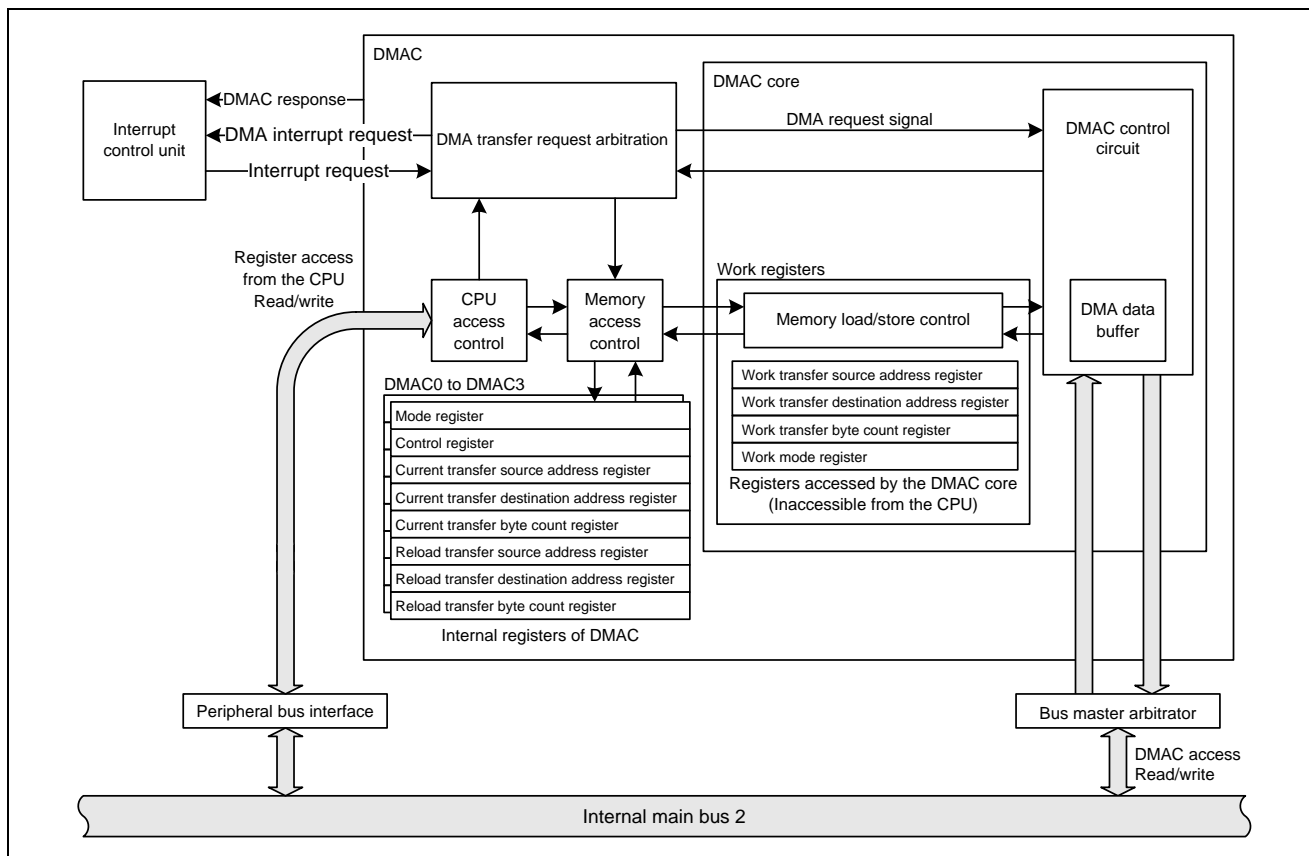 DMAC
DMAC core
DMAC response
Interrupt
control unit
DMA interrupt request
Interrupt request
DMA transfer request arbitration
DMA request signal
DMAC control
circuit
Register access
from the CPU
Read/write
CPU
access
control
Memory
access
control
Work registers
Memory load/store control
DMA data
buffer
Work transfer source address register
Work transfer destination address register
Work transfer byte count register
Work mode register
Registers accessed by the DMAC core
(Inaccessible from the CPU)
DMAC0 to DMAC3
Mode register
Control register
Current transfer source address register
Current transfer destination address register
Current transfer byte count register
Reload transfer source address register
Reload transfer destination address register
Reload transfer byte count register
Internal registers of DMAC
Peripheral bus interface
Bus master arbitrator
DMAC access
Read/write
Internal main bus 2